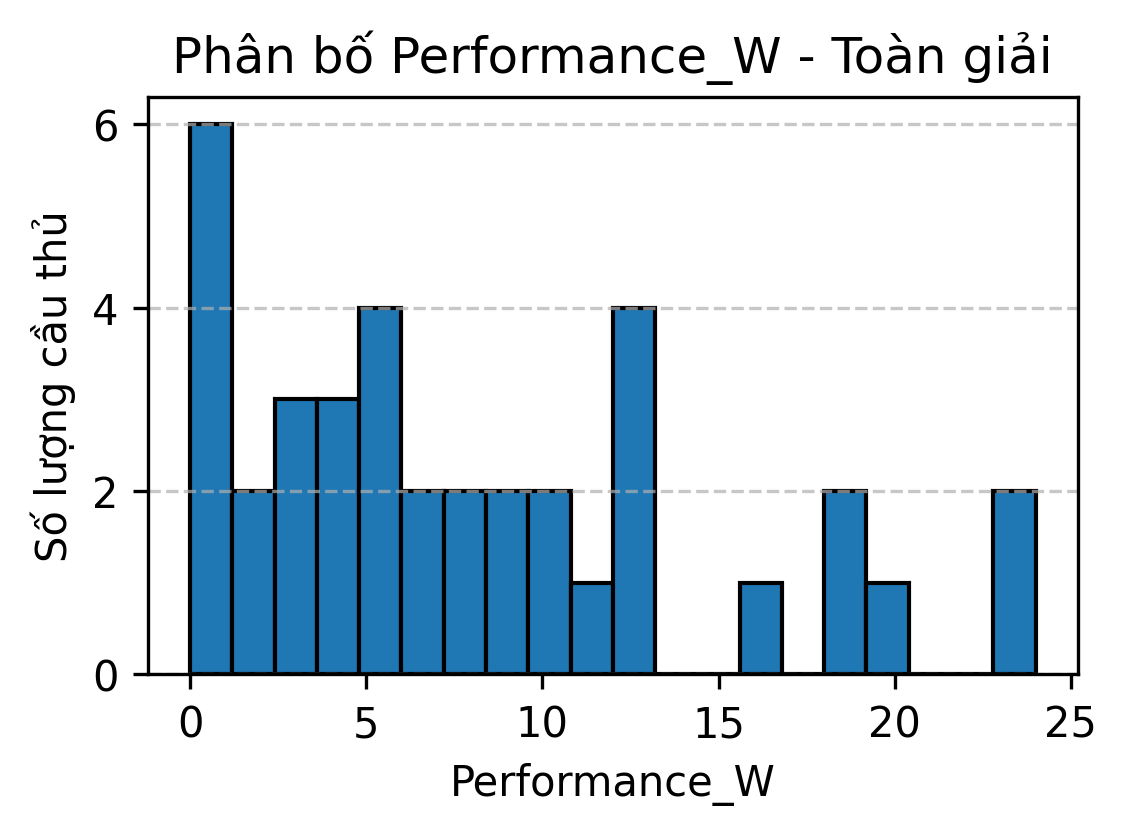 Phân bố Performance_W - Toàn giải
Số lượng cầu thủ
6
4
2
0
0 5 10 15 20 25
Performance_W